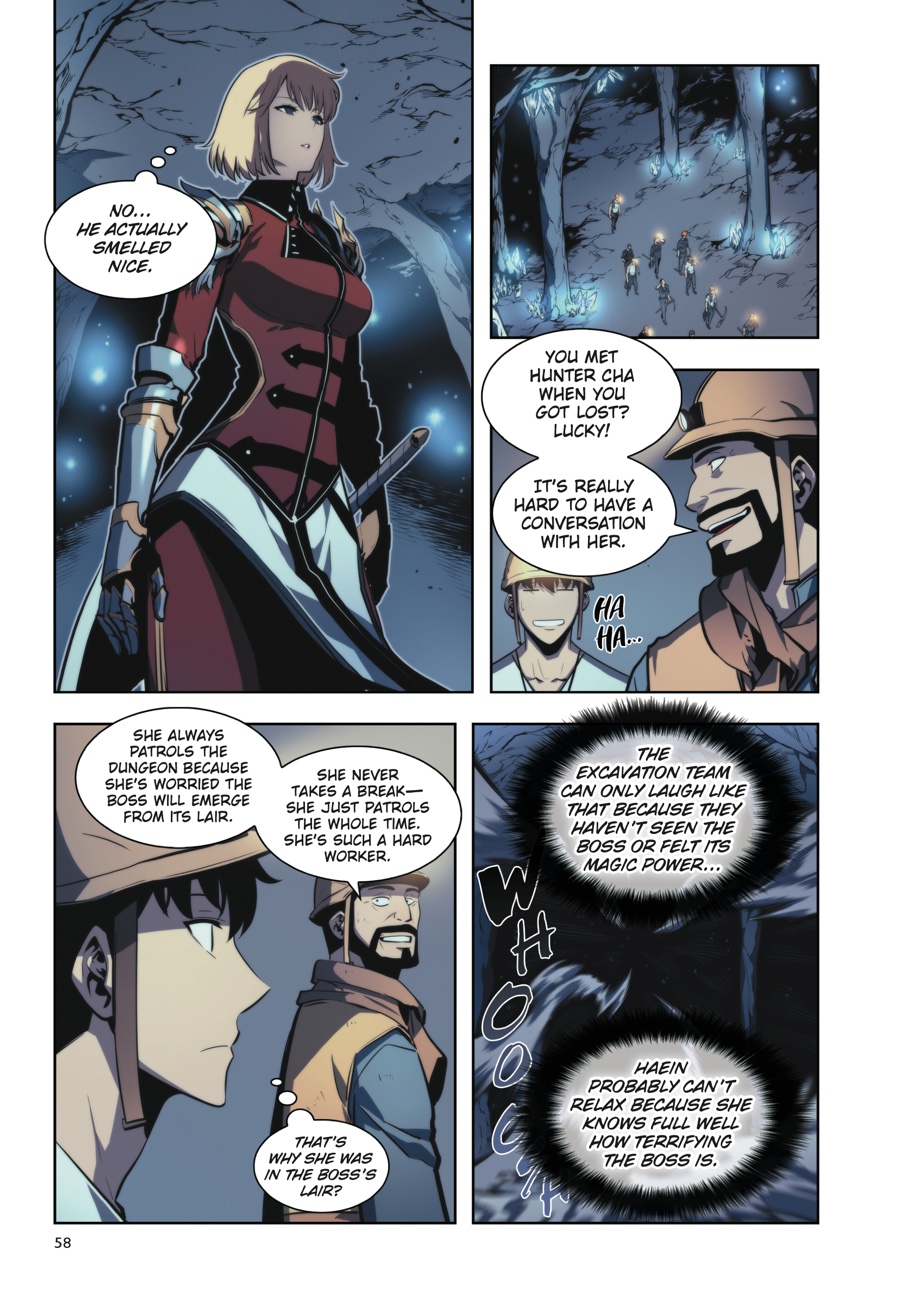 NO...
HE ACTUALLY
SMELLED
NICE.
YOU MET
HUNTER CHA
WHEN YOU
GOT LOST?
LUCKY!
IT'S REALLY
HARD TO HAVE A
CONVERSATION
WITH HER.
HA
HA...
SHE ALWAYS
PATROLS THE
DUNGEON BECAUSE
SHE'S WORRIED THE
BOSS WILL EMERGE
FROM ITS LAIR.
SHE NEVER
TAKES A BREAK—
SHE JUST PATROLS
THE WHOLE TIME.
SHE'S SUCH A HARD
WORKER.
THAT'S
WHY SHE WAS
IN THE BOSS'S
LAIR?
THE
EXCAVATION TEAM
CAN ONLY LAUGH LIKE
THAT BECAUSE THEY
HAVEN'T SEEN THE
BOSS OR FELT ITS
MAGIC POWER...
WHOOOSH
HAEIN
PROBABLY CAN'T
RELAX BECAUSE SHE
KNOWS FULL WELL
HOW TERRIFYING
THE BOSS IS.
58